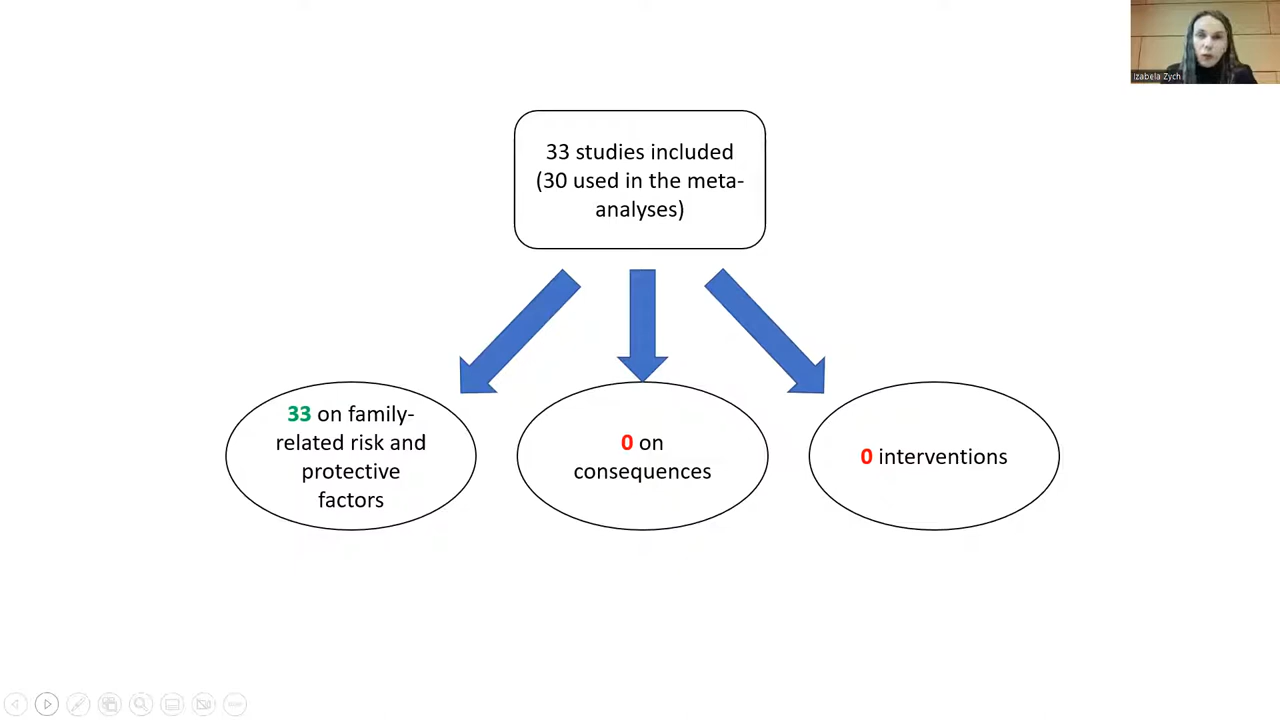 Izabela Zych
33 studies included
(30 used in the meta-
analyses)
33 on family-
related risk and
protective
factors
0 on
consequences
0 interventions